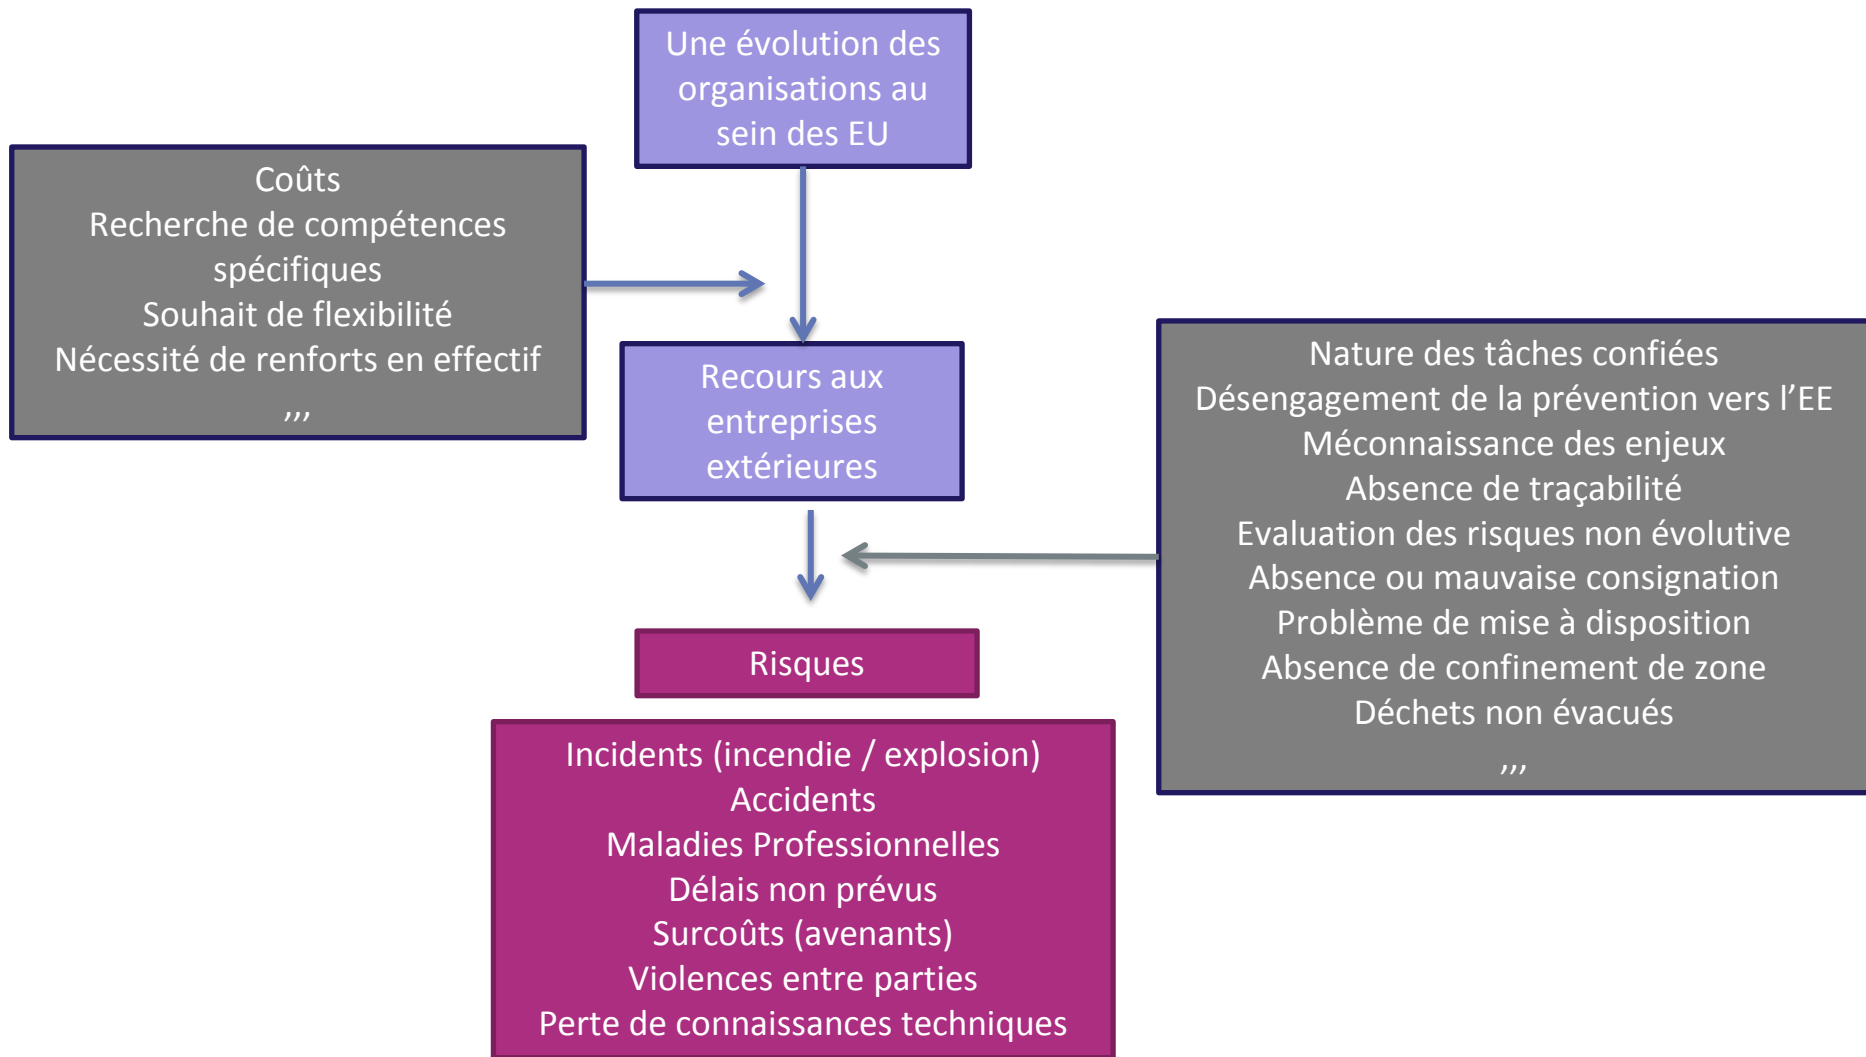 Une évolution des
organisations au
sein des EU
Coûts
Recherche de compétences
spécifiques
Souhait de flexibilité
Nécessité de renforts en effectif
,,,
Recours aux
entreprises
extérieures
Nature des tâches confiées
Désengagement de la prévention vers l’EE
Méconnaissance des enjeux
Absence de traçabilité
Evaluation des risques non évolutive
Absence ou mauvaise consignation
Problème de mise à disposition
Absence de confinement de zone
Déchets non évacués
,,,
Risques
Incidents (incendie / explosion)
Accidents
Maladies Professionnelles
Délais non prévus
Surcoûts (avenants)
Violences entre parties
Perte de connaissances techniques